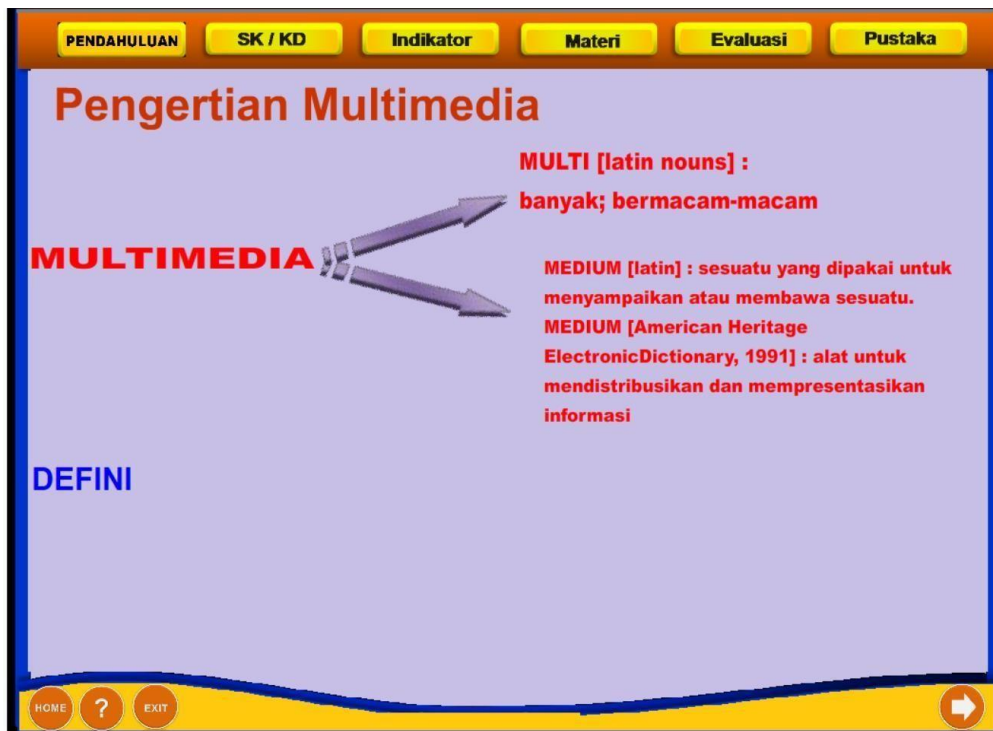 PENDAHULUAN
SK / KD
Indikator
Materi
Evaluasi
Pustaka
Pengertian Multimedia
MULTI [latin nouns] :
banyak; bermacam-macam
MULTIMEDIA
MEDIUM [latin] : sesuatu yang dipakai untuk
menyampaikan atau membawa sesuatu.
MEDIUM [American Heritage
ElectronicDictionary, 1991] : alat untuk
mendistribusikan dan mempresentasikan
informasi
DEFINI
HOME
?
EXIT